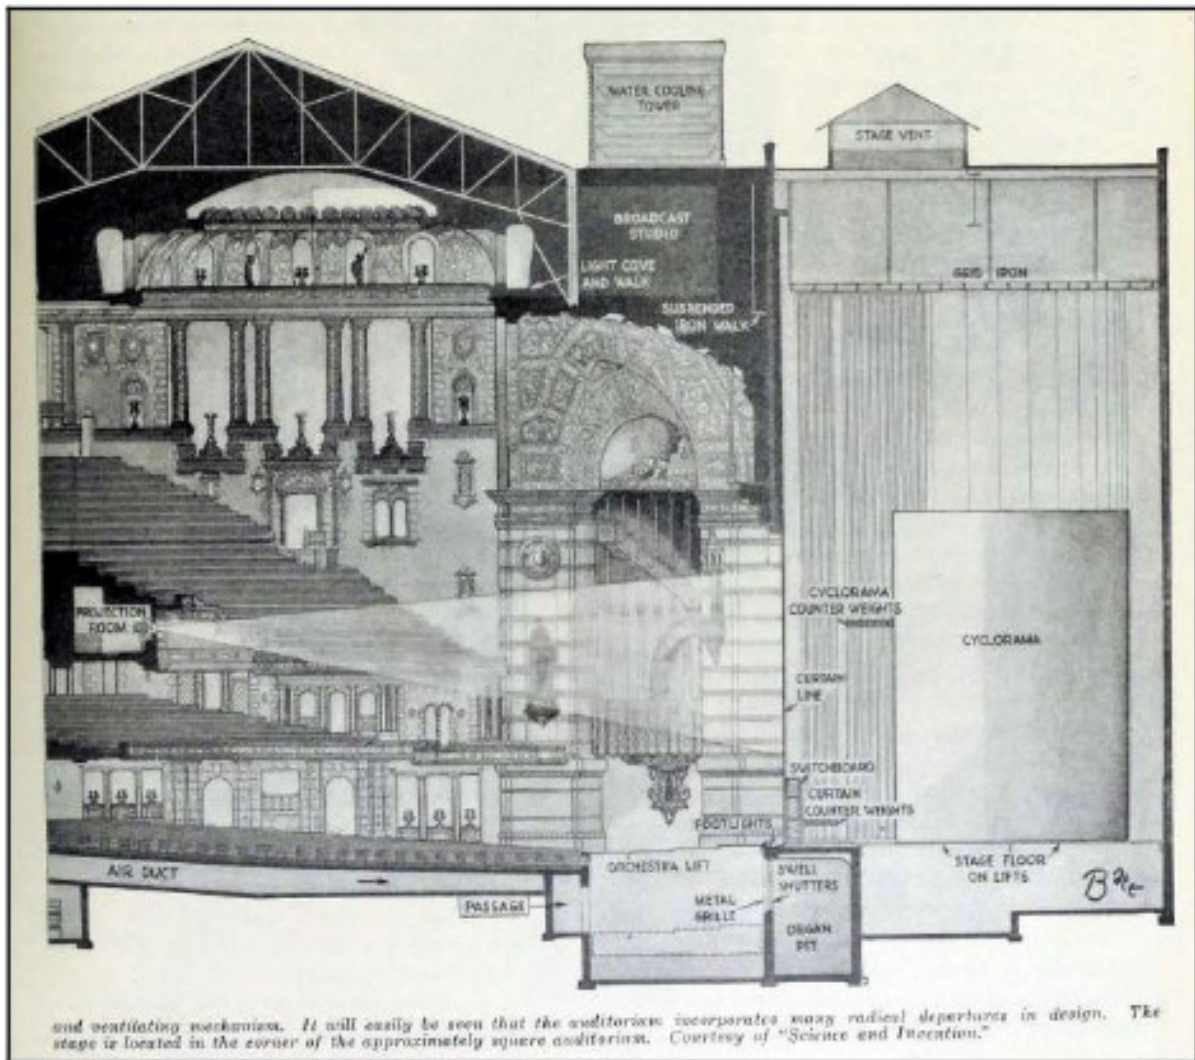 WATER COOLING
TOWER
STAGE VENT
BROADCAST
STUDIO
LIGHT COVE
AND WALK
GRID IRON
SUSPENDED
IRON WALK
PROJECTION
ROOM
CYCLORAMA
COUNTER WEIGHTS
CYCLORAMA
CURTAIN
LINE
SWITCHBOARD
CURTAIN
COUNTER WEIGHTS
FOOTLIGHTS
AIR DUCT
ORCHESTRA LIFT
SWELL
SHUTTERS
STAGE FLOOR
ON LIFTS
PASSAGE
METAL
GRILLE
ORGAN
PIT
and ventilating mechanism. It will easily be seen that the auditorium incorporates many radical departures in design. The
stage is located in the corner of the approximately square auditorium. Courtesy of "Science and Invention."